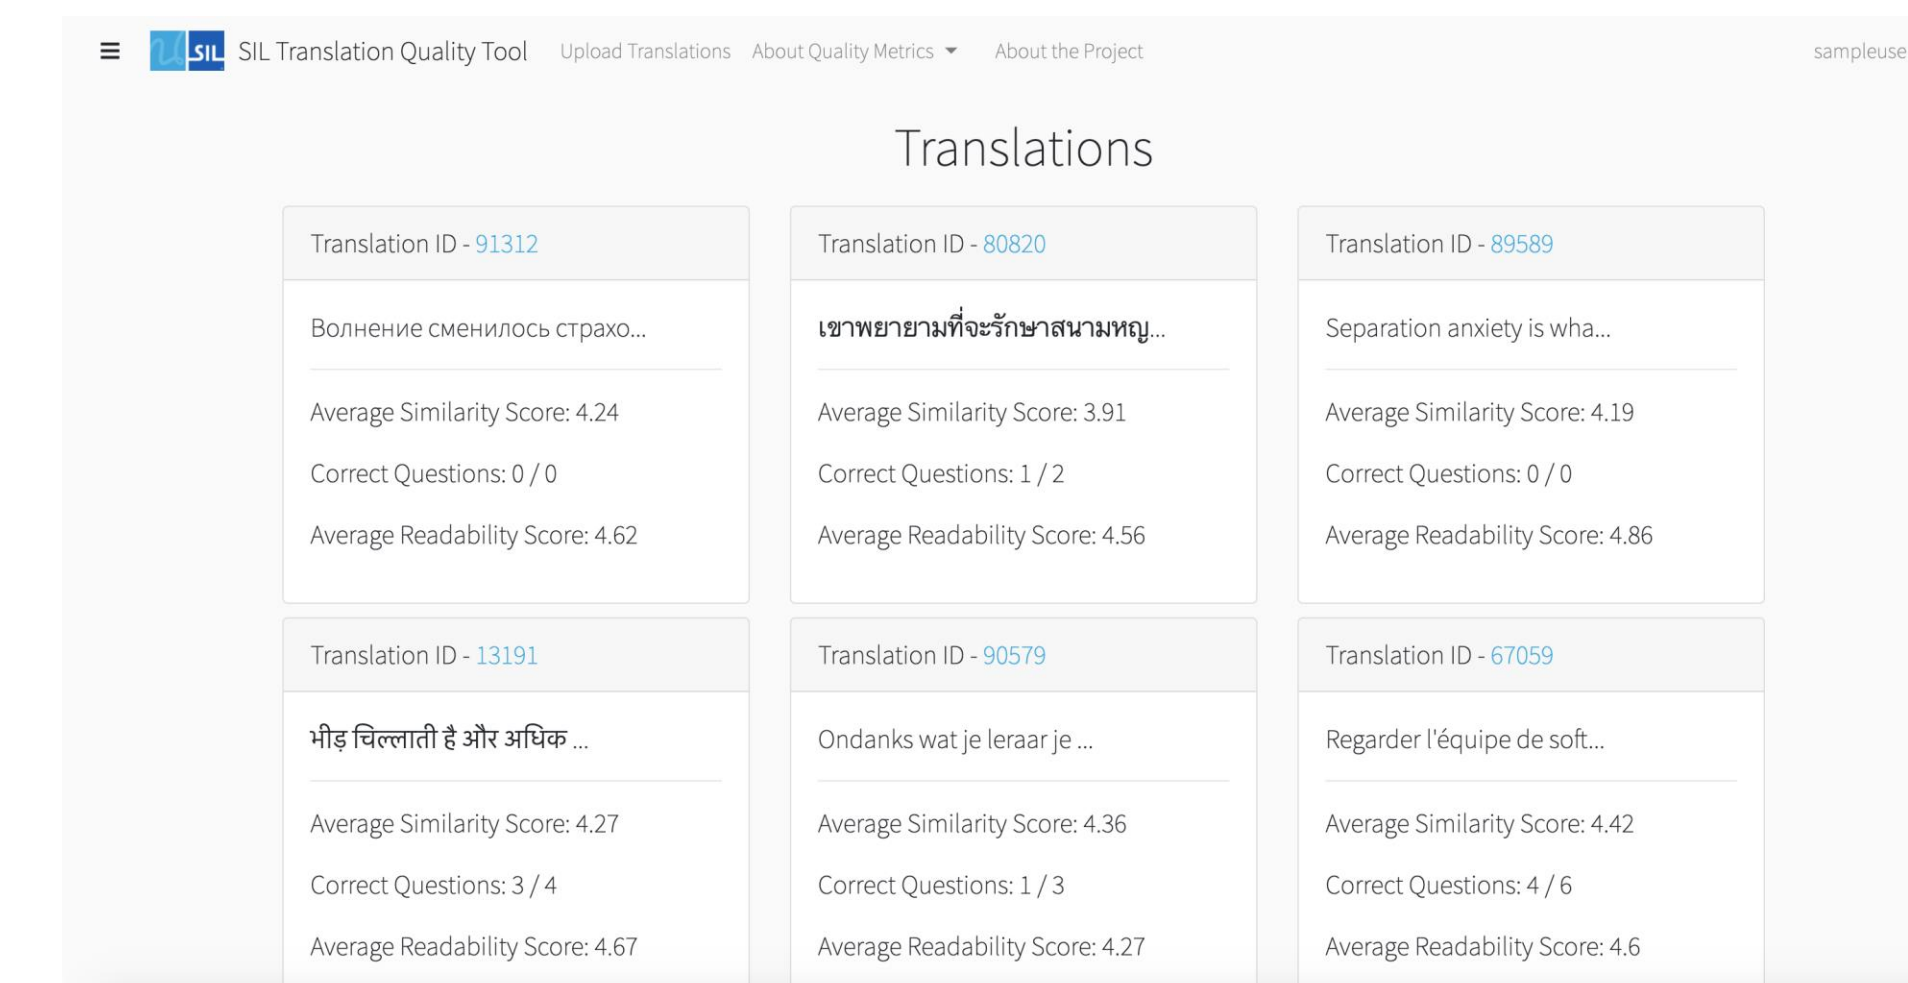 SIL SIL Translation Quality Tool Upload Translations About Quality Metrics About the Project sampleuse
Translations
Translation ID - 91312
Волнение сменилось страхо...
Average Similarity Score: 4.24
Correct Questions: 0 / 0
Average Readability Score: 4.62
Translation ID - 80820
เขาพยายามที่จะรักษาสนามหญ...
Average Similarity Score: 3.91
Correct Questions: 1 / 2
Average Readability Score: 4.56
Translation ID - 89589
Separation anxiety is wha...
Average Similarity Score: 4.19
Correct Questions: 0 / 0
Average Readability Score: 4.86
Translation ID - 13191
भीड़ चिल्लाती है और अधिक ...
Average Similarity Score: 4.27
Correct Questions: 3 / 4
Average Readability Score: 4.67
Translation ID - 90579
Ondanks wat je leraar je ...
Average Similarity Score: 4.36
Correct Questions: 1 / 3
Average Readability Score: 4.27
Translation ID - 67059
Regarder l'équipe de soft...
Average Similarity Score: 4.42
Correct Questions: 4 / 6
Average Readability Score: 4.6